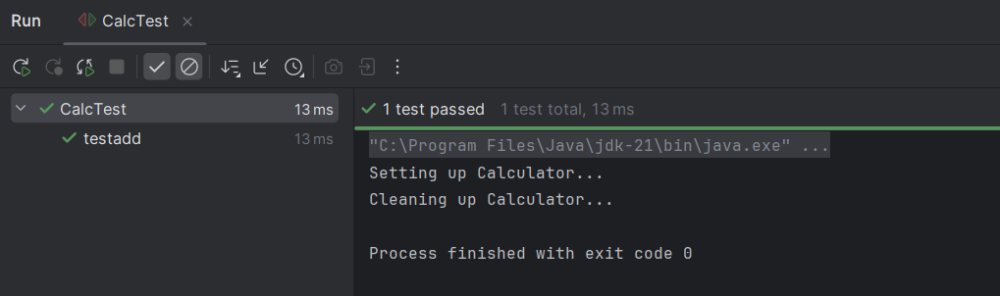 Run CalcTest
CalcTest 13 ms
testadd 13 ms
1 test passed 1 test total, 13 ms
"C:\Program Files\Java\jdk-21\bin\java.exe" ...
Setting up Calculator...
Cleaning up Calculator...
Process finished with exit code 0